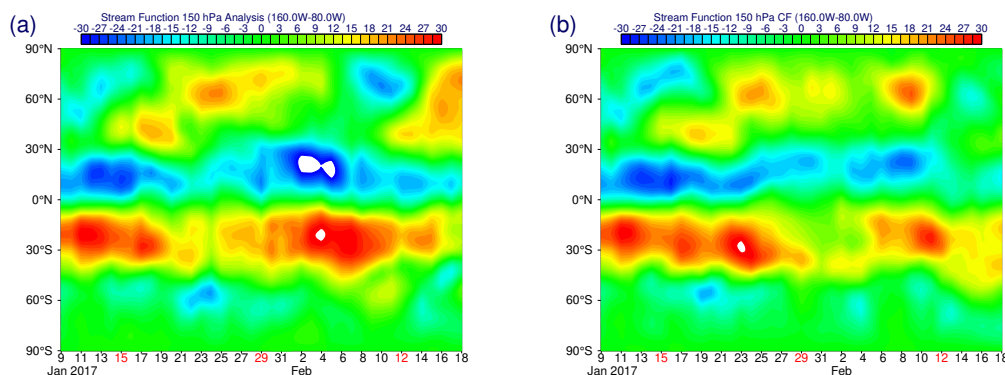 (a)
Stream Function 150 hPa Analysis (160.0W-80.0W)
-30 -27 -24 -21 -18 -15 -12 -9 -6 -3 3 6 9 12 15 18 21 24 27 30
90°N
60°N
30°N
0°N
30°S
60°S
90°S
9 11 13 15 17 19 21 23 25 27 29 31 2 4 6 8 10 12 14 16 18
Jan 2017 Feb
(b)
Stream Function 150 hPa CF (160.0W-80.0W)
-30 -27 -24 -21 -18 -15 -12 -9 -6 -3 3 6 9 12 15 18 21 24 27 30
90°N
60°N
30°N
0°N
30°S
60°S
90°S
9 11 13 15 17 19 21 23 25 27 29 31 2 4 6 8 10 12 14 16 18
Jan 2017 Feb